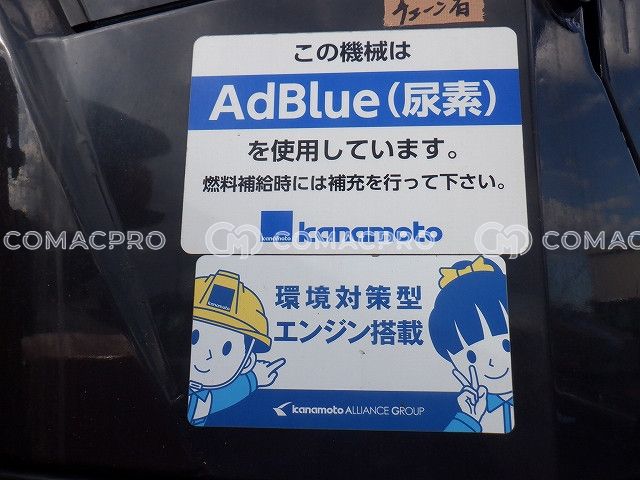 チェーン有
この機械は
AdBlue(尿素)
を使用しています。
燃料補給時には補充を行って下さい。
kanamoto kanamoto
COMACPRO COMACPRO COMACPRO
環境対策型
エンジン搭載
kanamoto
kanamoto ALLIANCE GROUP